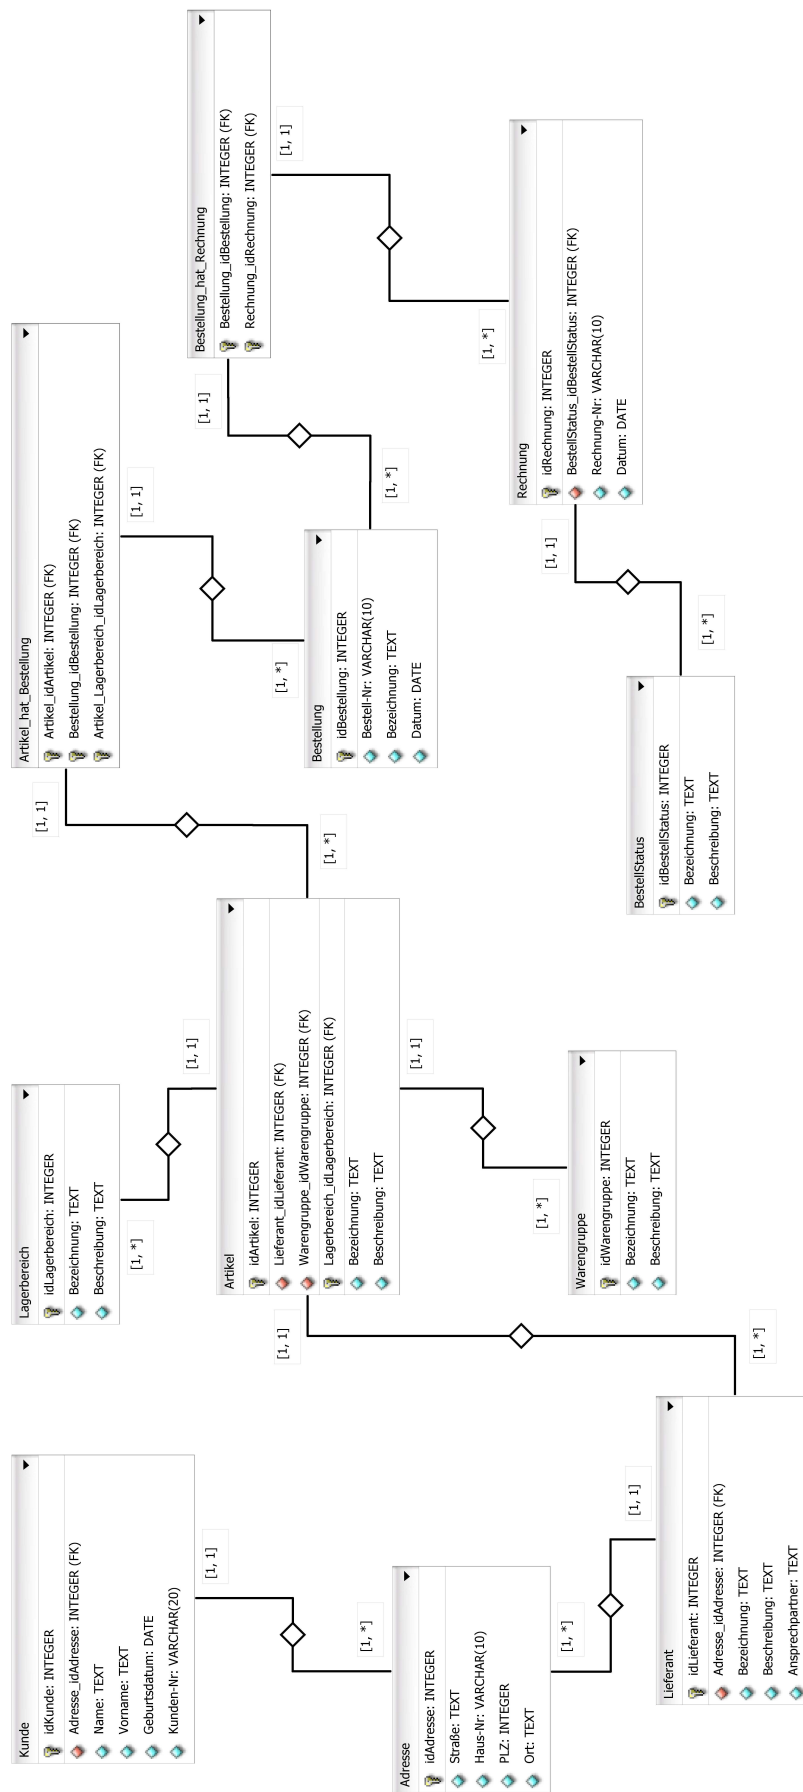 Kunde
idKunde: INTEGER
Adresse_idAdresse: INTEGER (FK)
Name: TEXT
Vorname: TEXT
Geburtsdatum: DATE
Kunden-Nr: VARCHAR(20)
[1, 1]
[1, *]
Adresse
idAdresse: INTEGER
Straße: TEXT
Haus-Nr: VARCHAR(10)
PLZ: INTEGER
Ort: TEXT
[1, *]
[1, 1]
Lieferant
idLieferant: INTEGER
Adresse_idAdresse: INTEGER (FK)
Bezeichnung: TEXT
Beschreibung: TEXT
Ansprechpartner: TEXT
[1, *]
[1, 1]
Lagerbereich
idLagerbereich: INTEGER
Bezeichnung: TEXT
Beschreibung: TEXT
[1, *]
[1, 1]
Artikel
idArtikel: INTEGER
Lieferant_idLieferant: INTEGER (FK)
Warengruppe_idWarengruppe: INTEGER (FK)
Lagerbereich_idLagerbereich: INTEGER (FK)
Bezeichnung: TEXT
Beschreibung: TEXT
[1, 1]
[1, *]
Warengruppe
idWarengruppe: INTEGER
Bezeichnung: TEXT
Beschreibung: TEXT
[1, *]
[1, 1]
Artikel_hat_Bestellung
Artikel_idArtikel: INTEGER (FK)
Bestellung_idBestellung: INTEGER (FK)
Artikel_Lagerbereich_idLagerbereich: INTEGER (FK)
[1, 1]
[1, *]
Bestellung
idBestellung: INTEGER
Bestell-Nr: VARCHAR(10)
Bezeichnung: TEXT
Datum: DATE
[1, *]
[1, 1]
Bestellung_hat_Rechnung
Bestellung_idBestellung: INTEGER (FK)
Rechnung_idRechnung: INTEGER (FK)
[1, 1]
[1, *]
Rechnung
idRechnung: INTEGER
BestellStatus_idBestellStatus: INTEGER (FK)
Rechnung-Nr: VARCHAR(10)
Datum: DATE
[1, 1]
[1, *]
BestellStatus
idBestellStatus: INTEGER
Bezeichnung: TEXT
Beschreibung: TEXT